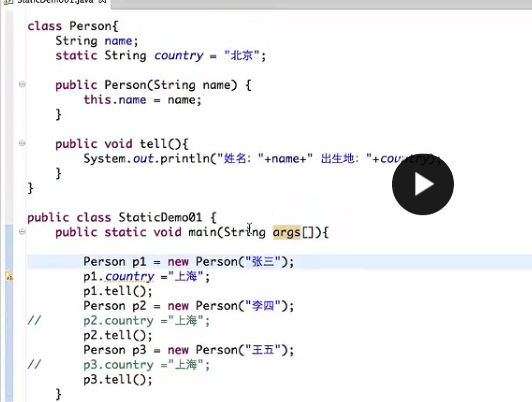 StaticDemo01.java
class Person{
String name;
static String country = "北京";
public Person(String name) {
this.name = name;
}
public void tell(){
System.out.println("姓名："+name+" 出生地："+country);
}
}
public class StaticDemo01 {
public static void main(String args[]){
Person p1 = new Person("张三");
p1.country ="上海";
p1.tell();
Person p2 = new Person("李四");
// p2.country ="上海";
p2.tell();
Person p3 = new Person("王五");
// p3.country ="上海";
p3.tell();
}